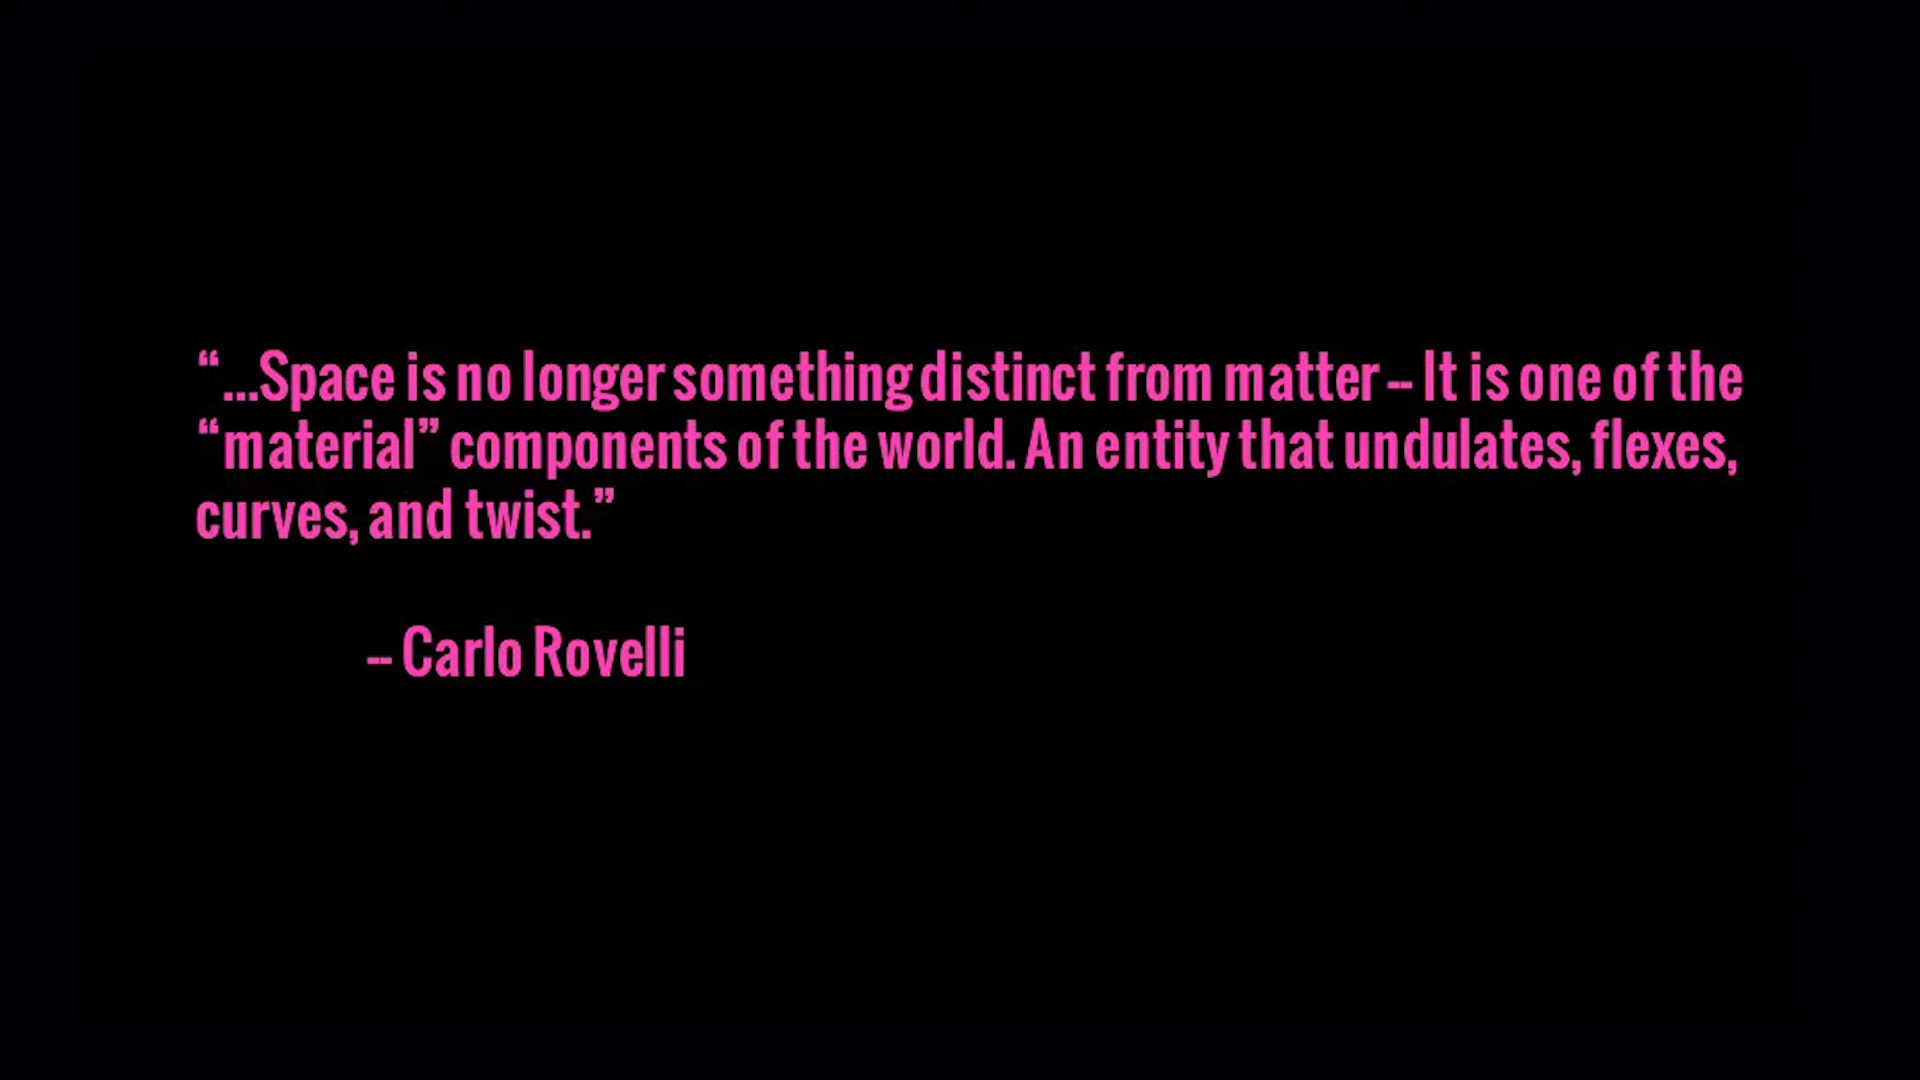 “...Space is no longer something distinct from matter -- It is one of the
“material” components of the world. An entity that undulates, flexes,
curves, and twist.”
-- Carlo Rovelli